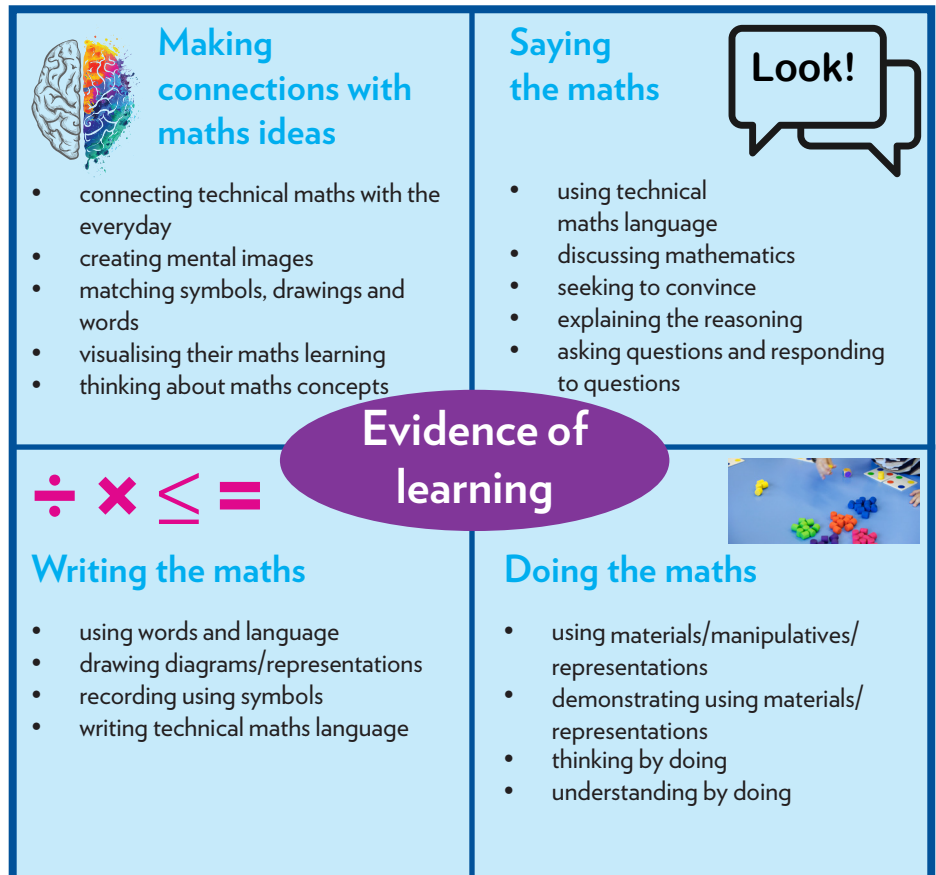 Making
connections with
maths ideas
• connecting technical maths with the
everyday
• creating mental images
• matching symbols, drawings and
words
• visualising their maths learning
• thinking about maths concepts
Saying
the maths
Look!
• using technical
maths language
• discussing mathematics
• seeking to convince
• explaining the reasoning
• asking questions and responding
to questions
Evidence of
learning
÷ × ≤ =
Writing the maths
• using words and language
• drawing diagrams/representations
• recording using symbols
• writing technical maths language
Doing the maths
• using materials/manipulatives/
representations
• demonstrating using materials/
representations
• thinking by doing
• understanding by doing